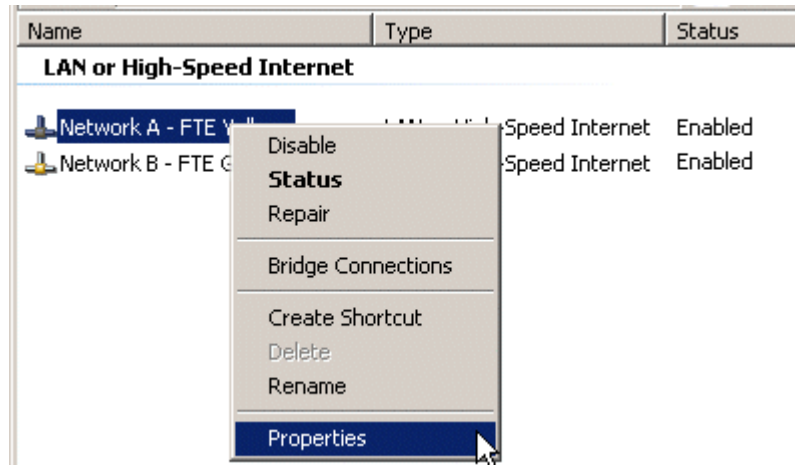 Name Type Status
LAN or High-Speed Internet
Network A - FTE -Speed Internet Enabled
Network B - FTE -Speed Internet Enabled
Disable
Status
Repair
Bridge Connections
Create Shortcut
Delete
Rename
Properties